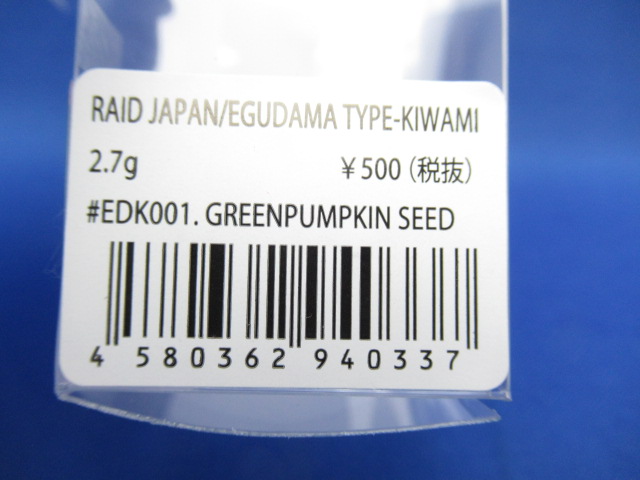 RAID JAPAN/EGUDAMA TYPE-KIWAMI
2.7g ¥500(税抜)
#EDK001. GREENPUMPKIN SEED
4 580362 940337